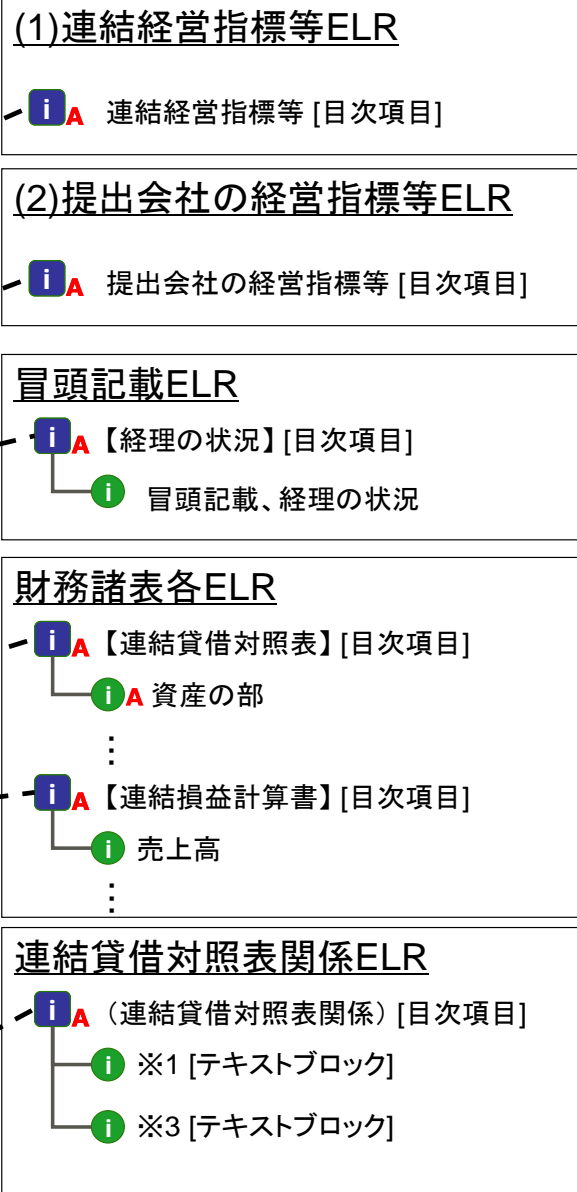 (1)連結経営指標等ELR
i A 連結経営指標等 [目次項目]
(2)提出会社の経営指標等ELR
i A 提出会社の経営指標等 [目次項目]
冒頭記載ELR
i A 【経理の状況】 [目次項目]
i 冒頭記載、経理の状況
財務諸表各ELR
i A 【連結貸借対照表】 [目次項目]
i A 資産の部
⋮
i A 【連結損益計算書】 [目次項目]
i 売上高
⋮
連結貸借対照表関係ELR
i A （連結貸借対照表関係） [目次項目]
i ※1 [テキストブロック]
i ※3 [テキストブロック]